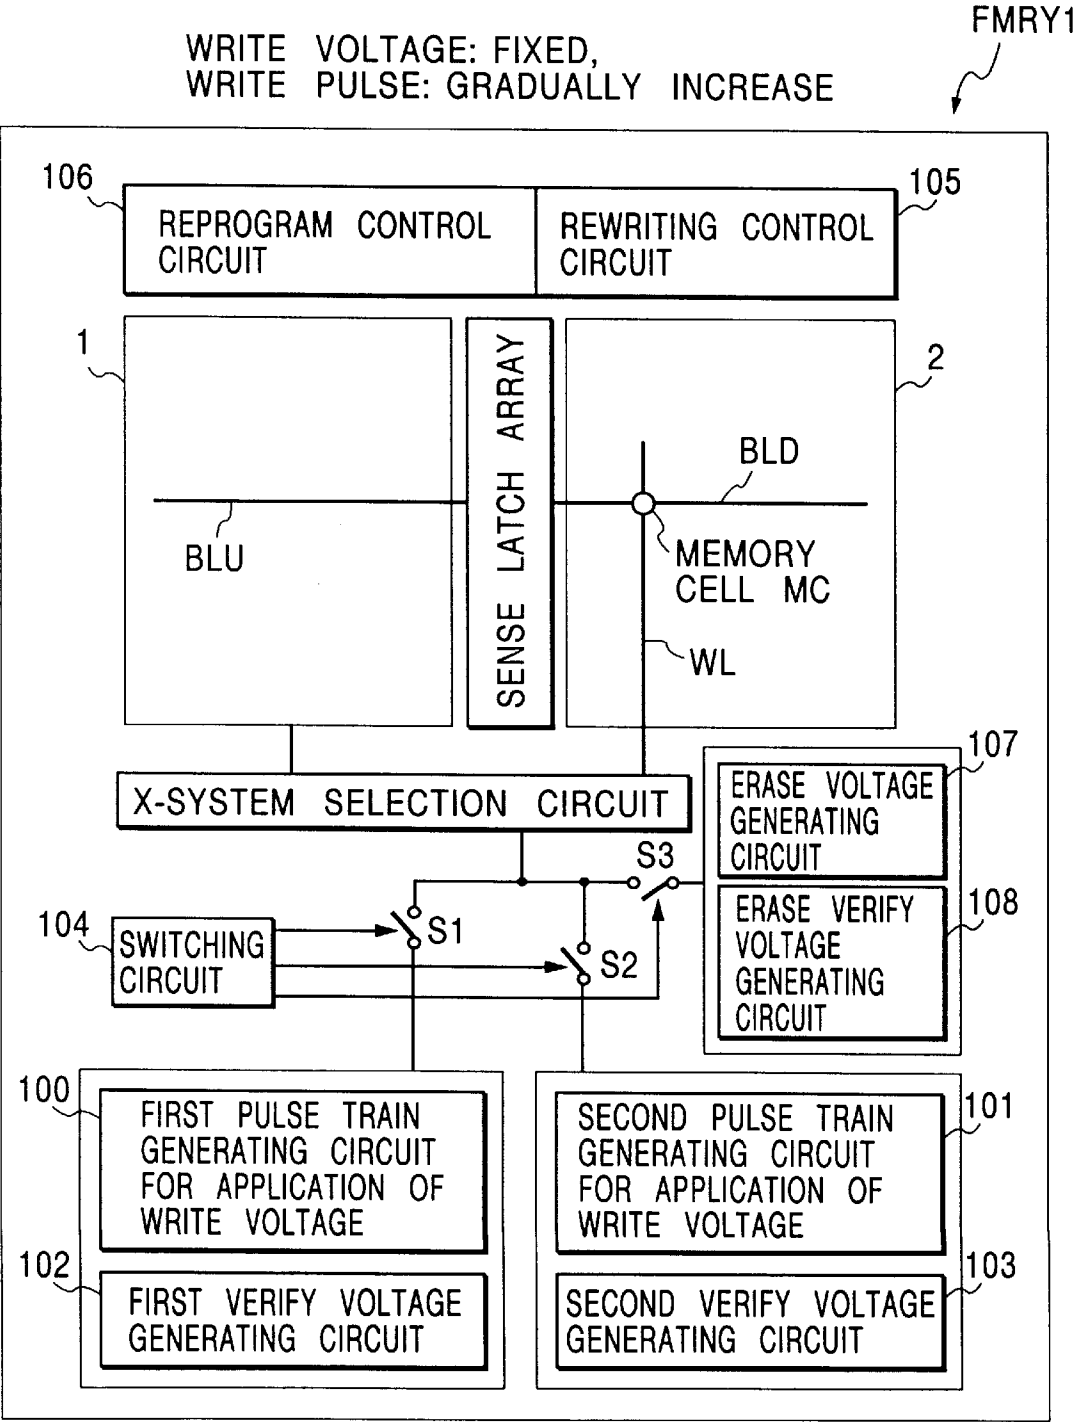 FMRY1
WRITE VOLTAGE: FIXED,
WRITE PULSE: GRADUALLY INCREASE
106
REPROGRAM CONTROL
CIRCUIT
REWRITING CONTROL
CIRCUIT
105
1
SENSE LATCH ARRAY
2
BLU
BLD
MEMORY
CELL MC
WL
X-SYSTEM SELECTION CIRCUIT
107
ERASE VOLTAGE
GENERATING
CIRCUIT
108
ERASE VERIFY
VOLTAGE
GENERATING
CIRCUIT
S3
104
SWITCHING
CIRCUIT
S1
S2
100
FIRST PULSE TRAIN
GENERATING CIRCUIT
FOR APPLICATION OF
WRITE VOLTAGE
102
FIRST VERIFY VOLTAGE
GENERATING CIRCUIT
101
SECOND PULSE TRAIN
GENERATING CIRCUIT
FOR APPLICATION OF
WRITE VOLTAGE
103
SECOND VERIFY VOLTAGE
GENERATING CIRCUIT